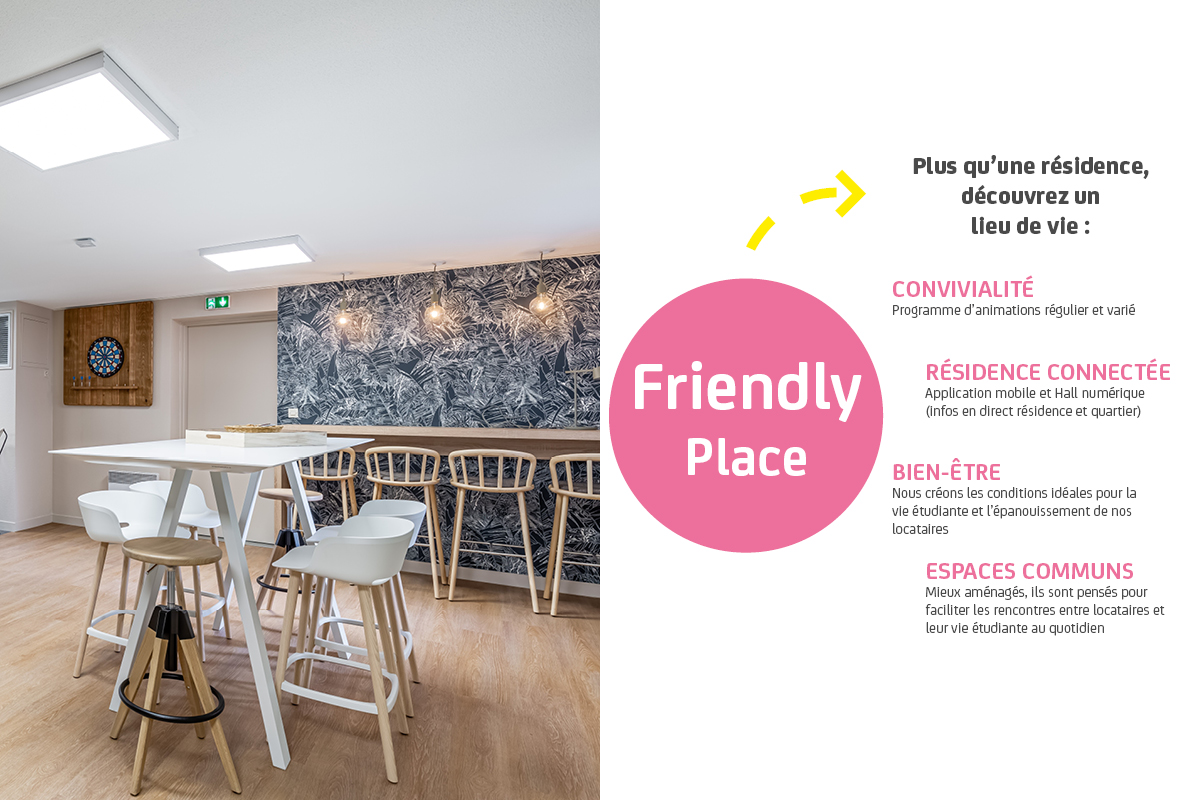 Plus qu’une résidence,
découvrez un
lieu de vie :
Friendly
Place
CONVIVIALITÉ
Programme d’animations régulier et varié
RÉSIDENCE CONNECTÉE
Application mobile et Hall numérique
(Infos en direct résidence et quartier)
BIEN-ÊTRE
Nous créons les conditions idéales pour la
vie étudiante et l’épanouissement de nos
locataires
ESPACES COMMUNS
Mieux aménagés, ils sont pensés pour
faciliter les rencontres entre locataires et
leur vie étudiante au quotidien